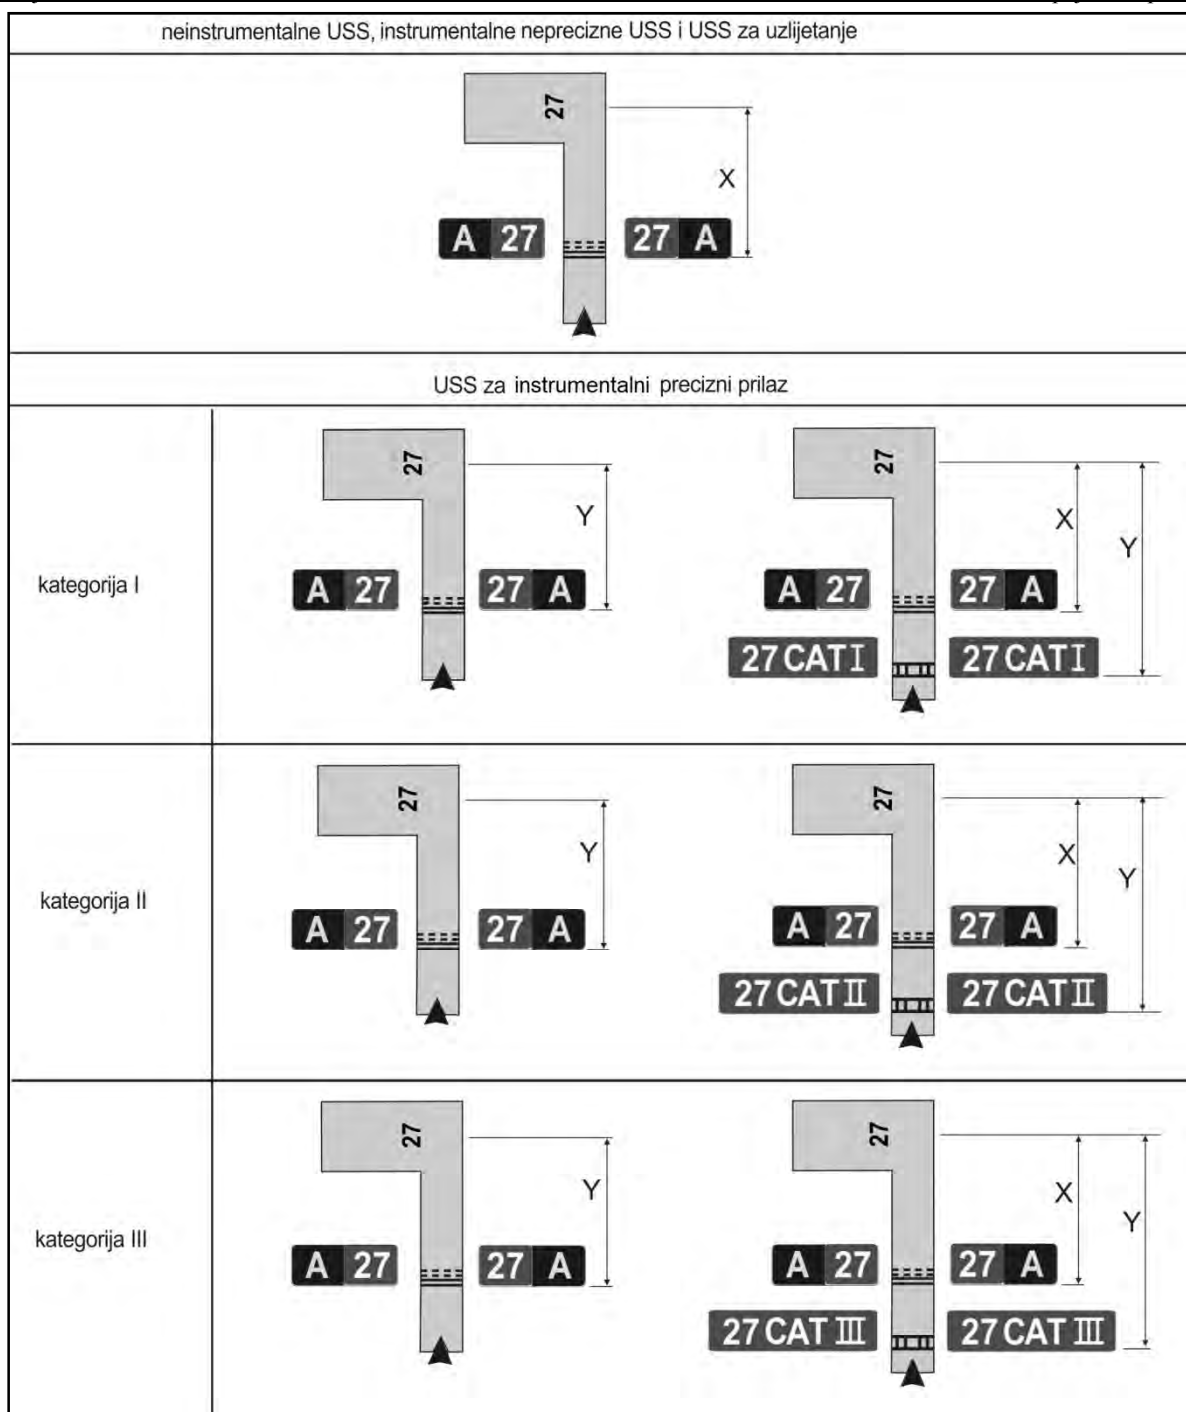 neinstrumentalne USS, instrumentalne neprecizne USS i USS za uzlijetanje
27
X
A 27 27 A
USS za instrumentalni precizni prilaz
kategorija I
27
Y
A 27 27 A
27
X
Y
A 27 27 A
27 CAT I 27 CAT I
kategorija II
27
Y
A 27 27 A
27
X
Y
A 27 27 A
27 CAT II 27 CAT II
kategorija III
27
Y
A 27 27 A
27
X
Y
A 27 27 A
27 CAT III 27 CAT III